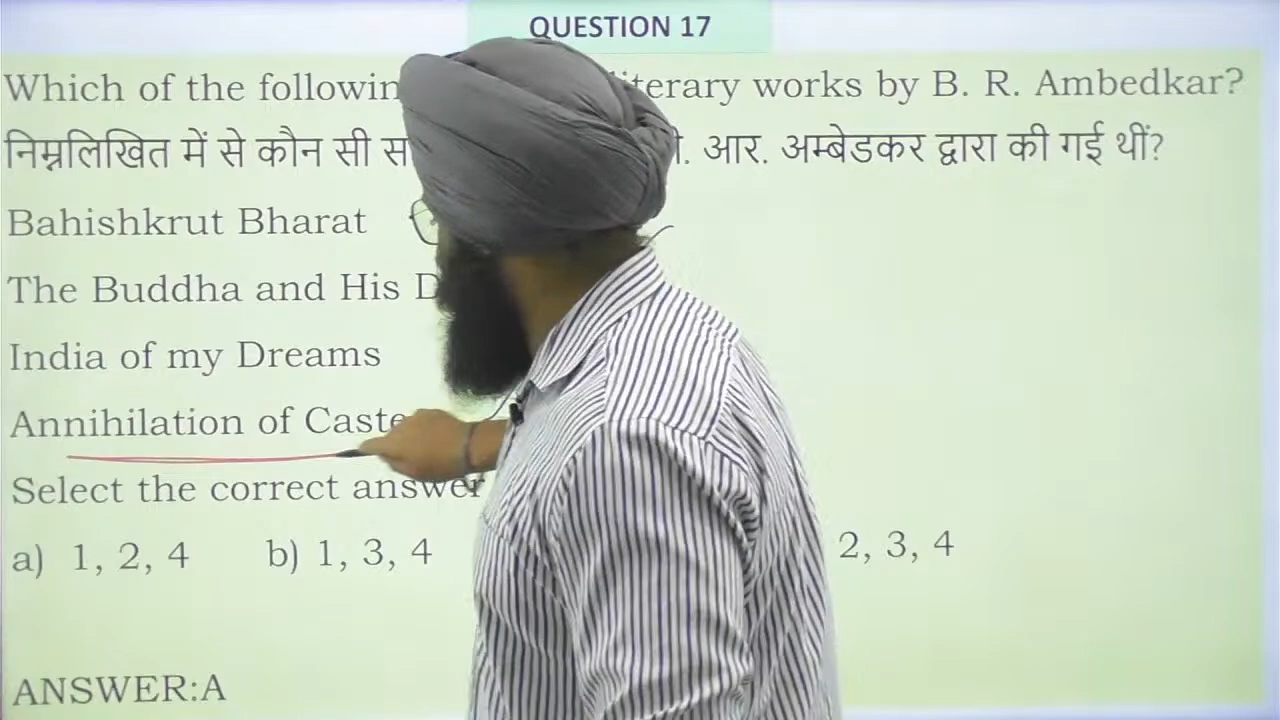 QUESTION 17
Which of the following literary works by B. R. Ambedkar?
निम्नलिखित में से कौन सी आर. अम्बेडकर द्वारा की गई थीं?
Bahishkrut Bharat
The Buddha and His
India of my Dreams
Annihilation of Caste
Select the correct answer
a) 1, 2, 4 b) 1, 3, 4 2, 3, 4
ANSWER:A